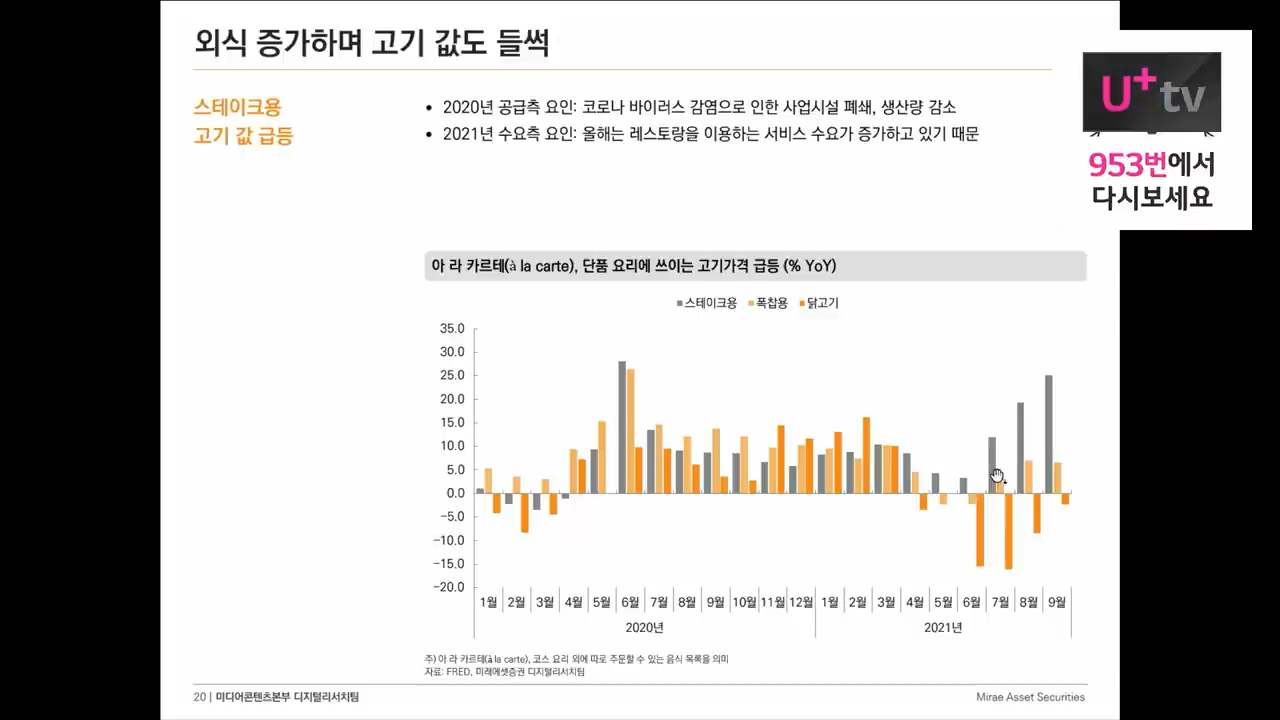 외식 증가하며 고기 값도 들썩
스테이크용
고기 값 급등
• 2020년 공급측 요인: 코로나 바이러스 감염으로 인한 사업시설 폐쇄, 생산량 감소
• 2021년 수요측 요인: 올해는 레스토랑을 이용하는 서비스 수요가 증가하고 있기 때문
U+ tv
953번에서
다시보세요
아 라 카르테(à la carte), 단품 요리에 쓰이는 고기가격 급등 (% YoY)
스테이크용 폭찹용 닭고기
35.0
30.0
25.0
20.0
15.0
10.0
5.0
0.0
-5.0
-10.0
-15.0
-20.0
1월 2월 3월 4월 5월 6월 7월 8월 9월 10월 11월 12월 1월 2월 3월 4월 5월 6월 7월 8월 9월
2020년 2021년
주) 아 라 카르테(à la carte), 코스 요리 외에 따로 주문할 수 있는 음식 목록을 의미
자료: FRED, 미래에셋증권 디지털리서치팀
20 | 미디어콘텐츠본부 디지털리서치팀
Mirae Asset Securities